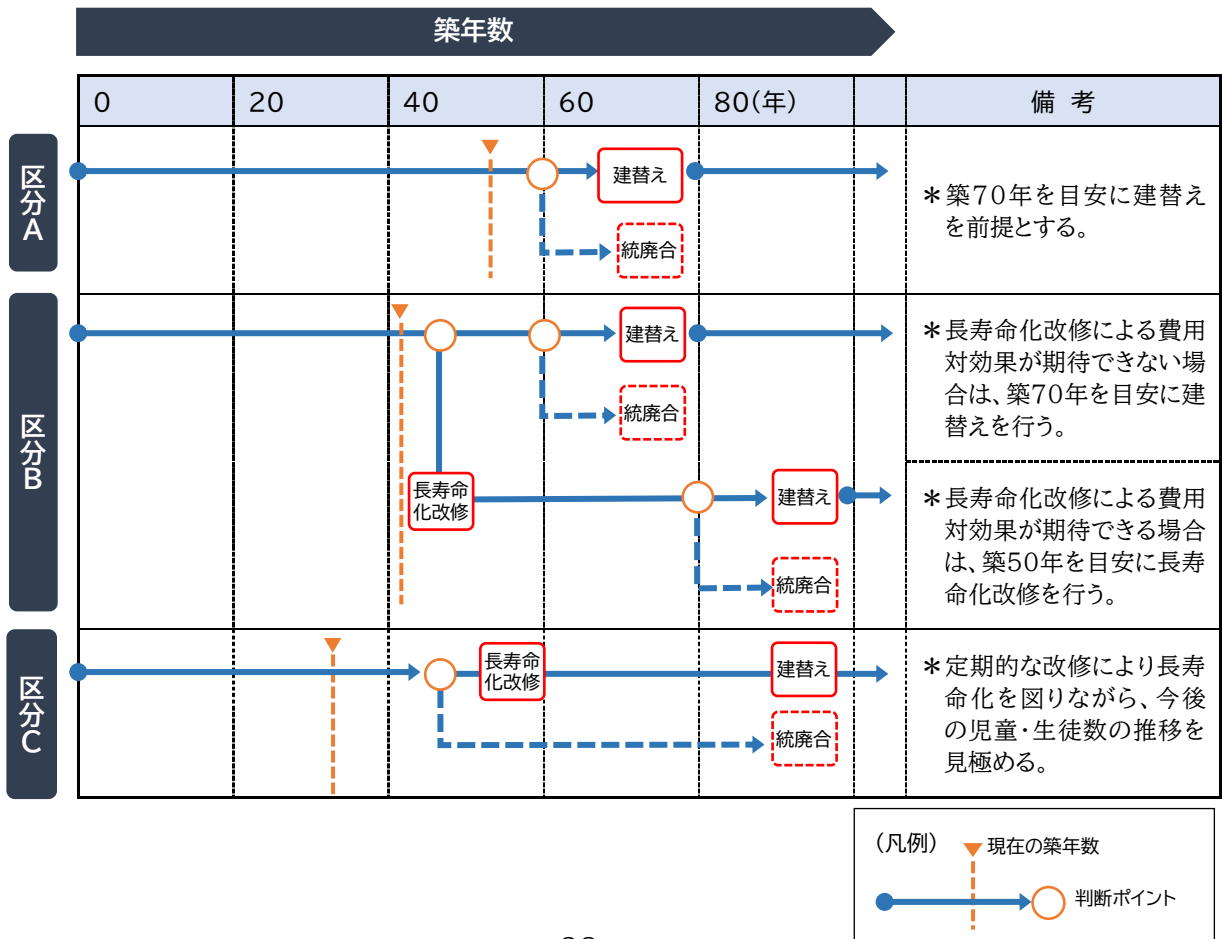 築年数
0 20 40 60 80(年) 備 考
区分A
建替え
統廃合
＊築70年を目安に建替え
を前提とする。
区分B
建替え
統廃合
長寿命
化改修
建替え
統廃合
＊長寿命化改修による費用
対効果が期待できない場
合は、築70年を目安に建
替えを行う。
＊長寿命化改修による費用
対効果が期待できる場合
は、築50年を目安に長寿
命化改修を行う。
区分C
長寿命
化改修
建替え
統廃合
＊定期的な改修により長寿
命化を図りながら、今後
の児童・生徒数の推移を
見極める。
(凡例)
現在の築年数
判断ポイント